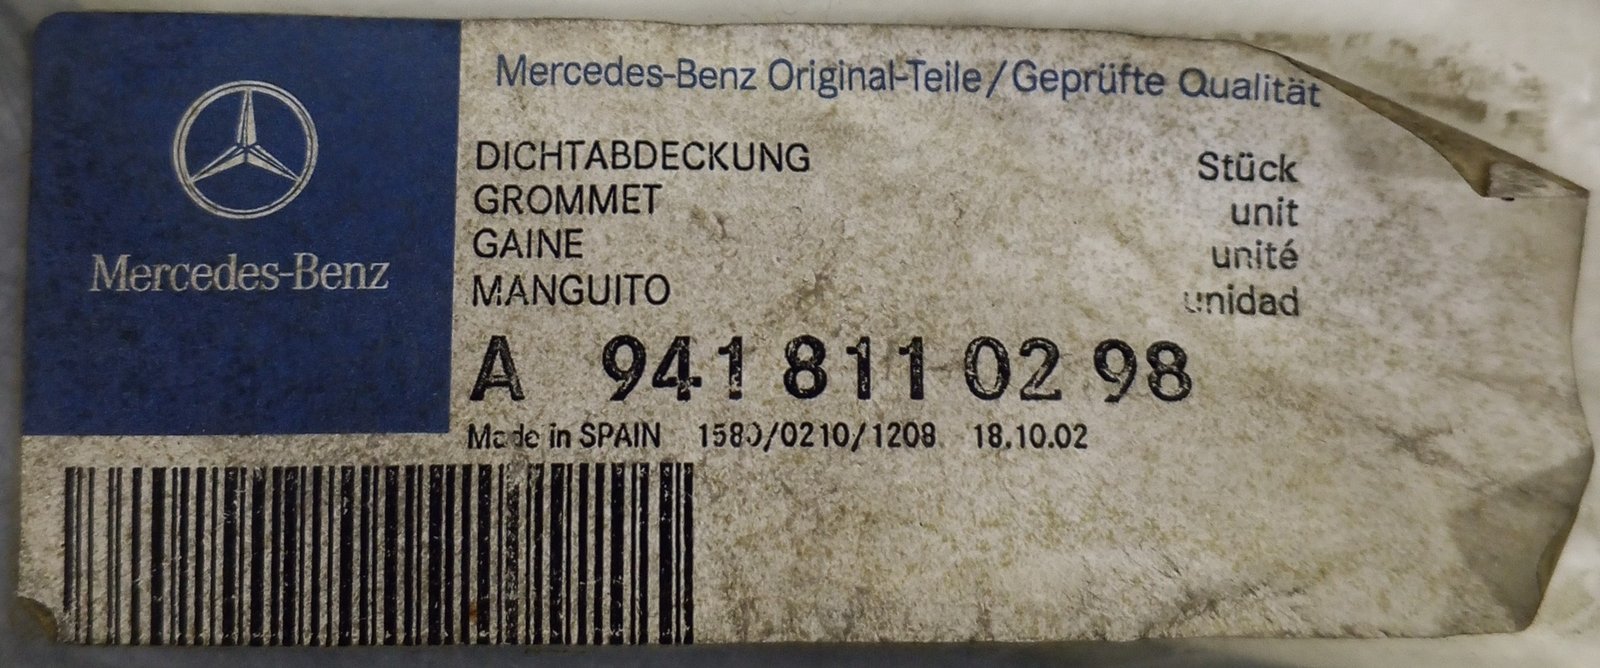 Mercedes-Benz
Mercedes-Benz Original-Teile/Geprüfte Qualität
DICHTABDECKUNG Stück
GROMMET unit
GAINE unité
MANGUITO unidad
A 941 811 02 98
Made in SPAIN 1580/0210/1208 18.10.02